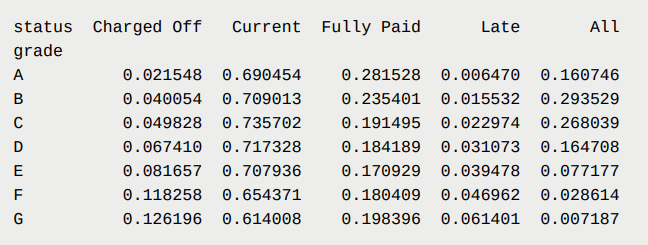 status Charged Off Current Fully Paid Late All
grade
A 0.021548 0.690454 0.281528 0.006470 0.160746
B 0.040054 0.709013 0.235401 0.015532 0.293529
C 0.049828 0.735702 0.191495 0.022974 0.268039
D 0.067410 0.717328 0.184189 0.031073 0.164708
E 0.081657 0.707936 0.170929 0.039478 0.077177
F 0.118258 0.654371 0.180409 0.046962 0.028614
G 0.126196 0.614008 0.198396 0.061401 0.007187